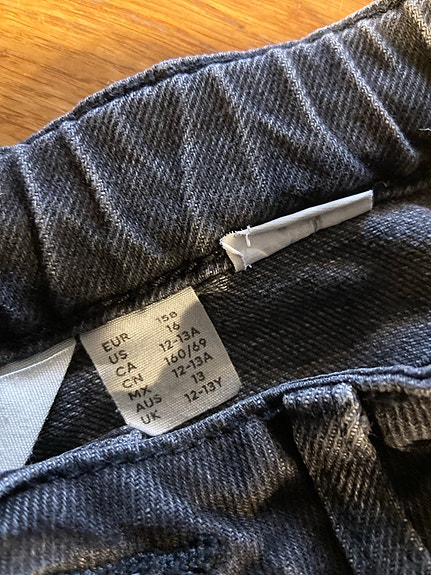 EUR 158
US 16
CA 12-13A
CN 160/69
MX 12-13A
AUS 13
UK 12-13Y